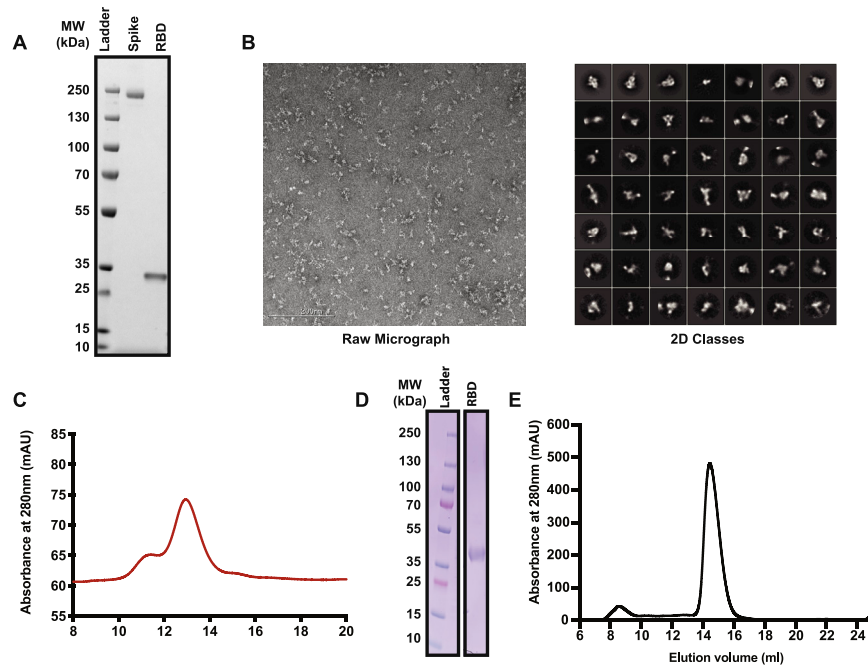 A
MW
(kDa)
Ladder
Spike
RBD
250
130
100
70
55
35
25
15
10
B
Raw Micrograph
2D Classes
C
Absorbance at 280nm (mAU)
85
80
75
70
65
60
55
8 10 12 14 16 18 20
D
MW
(kDa)
Ladder
RBD
250
130
100
70
55
35
25
15
10
E
Absorbance at 280nm (mAU)
600
500
400
300
200
100
0
6 8 10 12 14 16 18 20 22 24
Elution volume (ml)